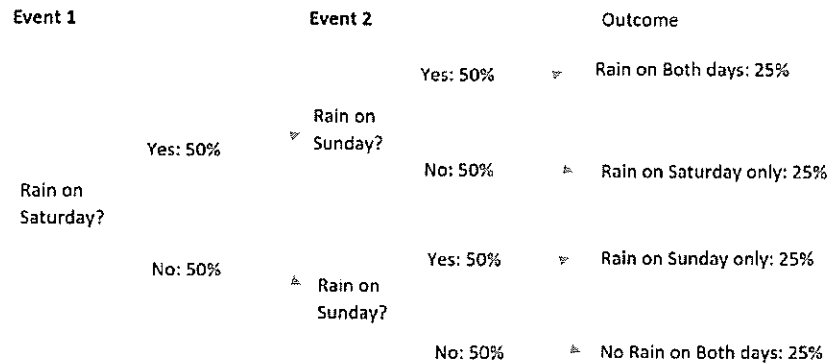 Event 1 Event 2 Outcome
Yes: 50% Rain on Both days: 25%
Rain on
Sunday?
Yes: 50%
No: 50% Rain on Saturday only: 25%
Rain on
Saturday?
Yes: 50% Rain on Sunday only: 25%
No: 50%
Rain on
Sunday?
No: 50% No Rain on Both days: 25%